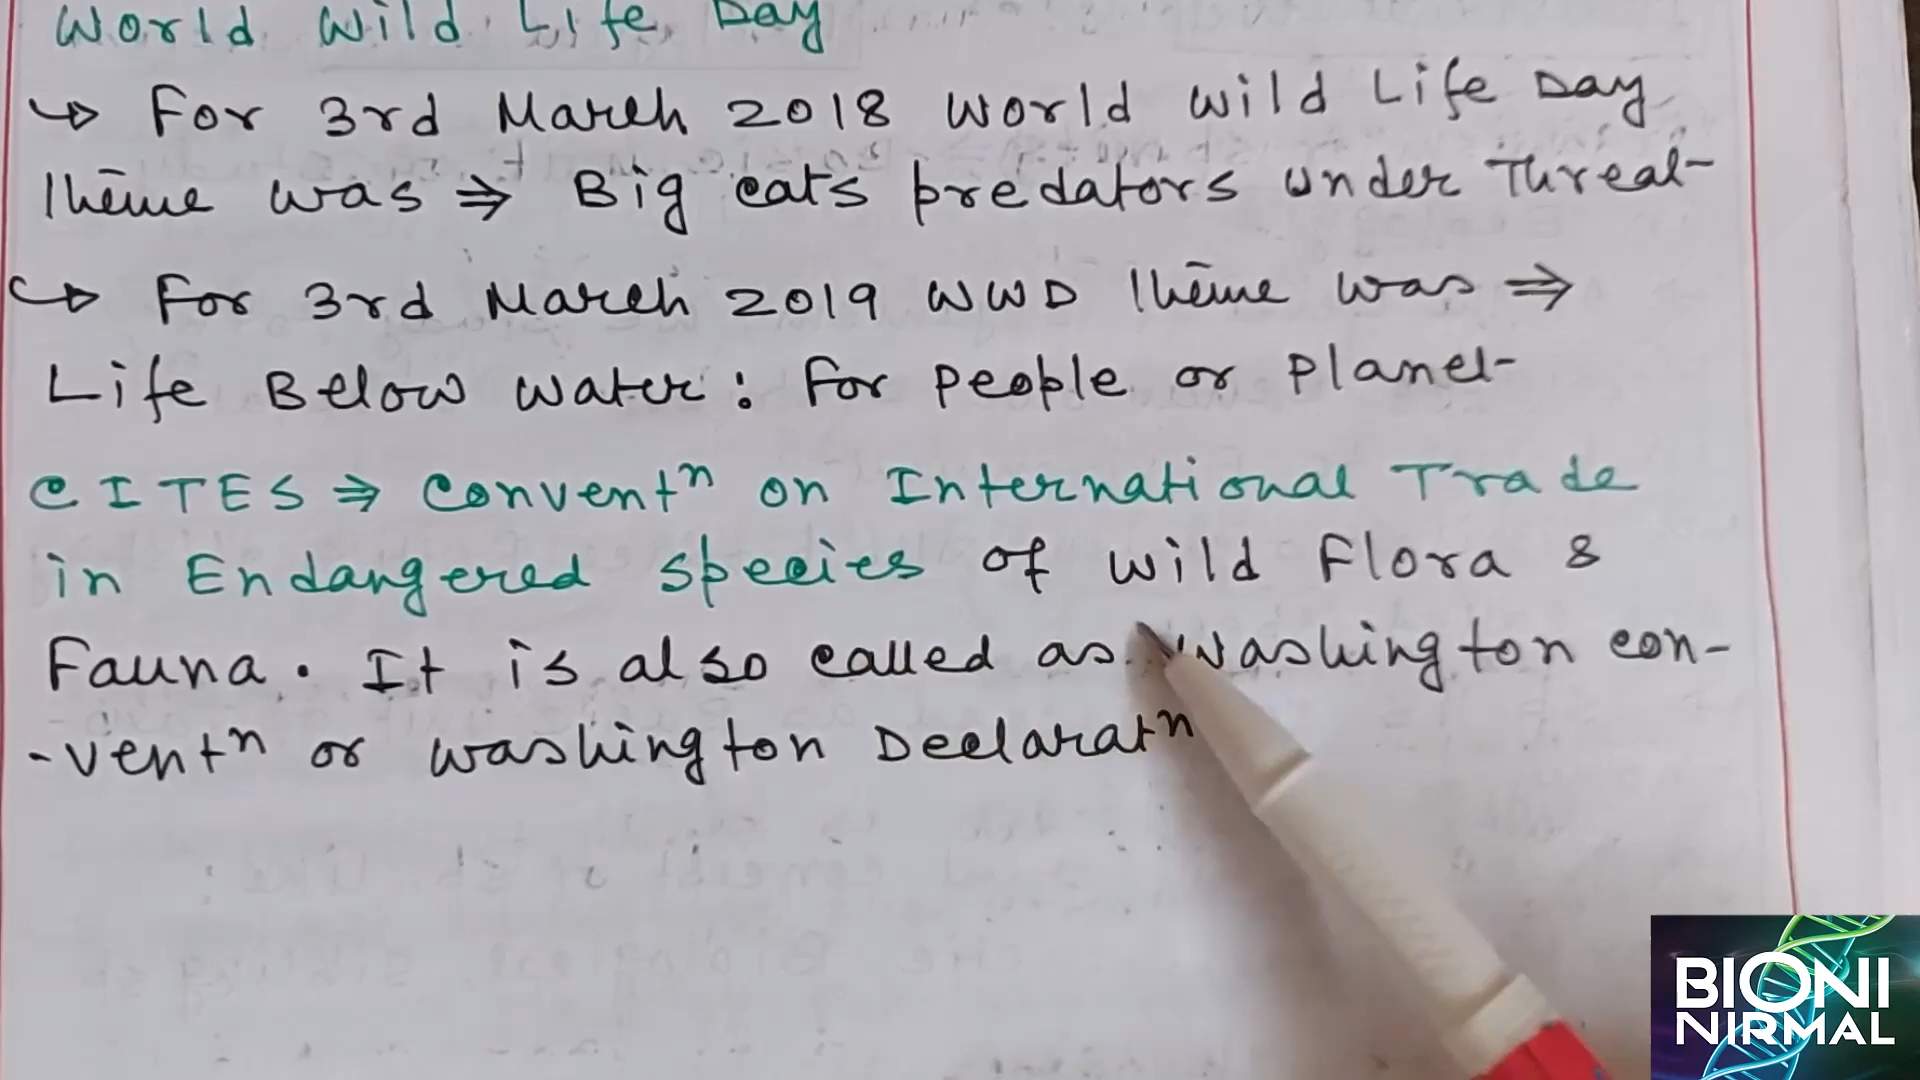 World Wild Life Day
↪ For 3rd March 2018 World Wild Life Day
Theme was ⇒ Big cats predators under Threat
↪ For 3rd March 2019 WWD Theme was ⇒
Life Below Water: For People or Planet
CITES ⇒ Conventⁿ on International Trade
in Endangered species of wild Flora &
Fauna. It is also called as Washington con-
-ventⁿ or Washington Declaratⁿ
BIONI
NIRMAL